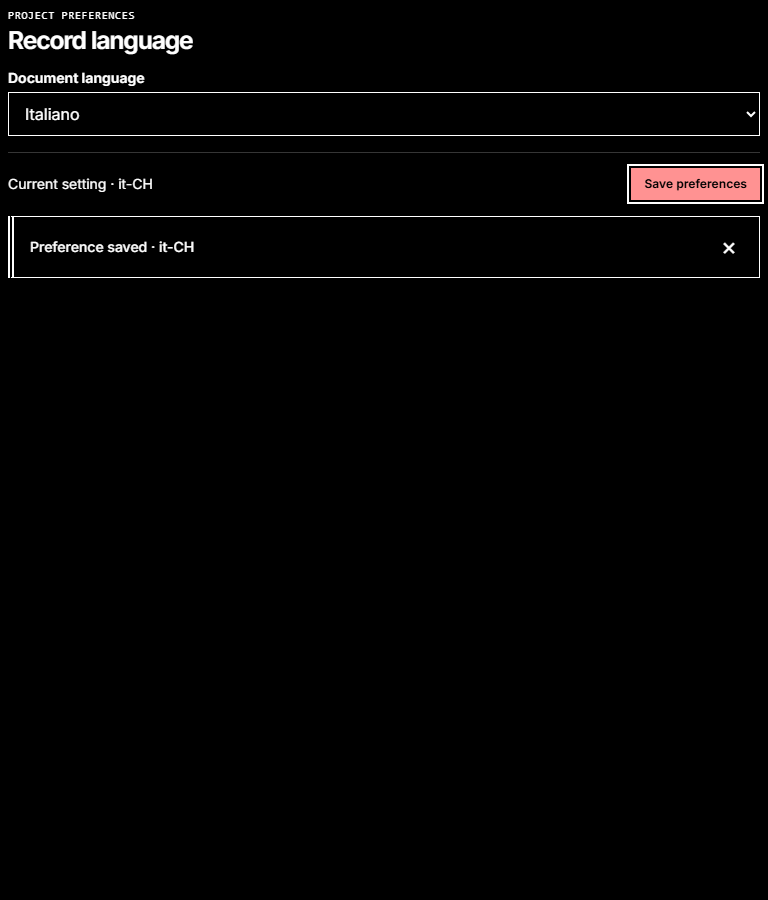 PROJECT PREFERENCES
Record language
Document language
Italiano
Current setting · it-CH
Save preferences
Preference saved · it-CH
×